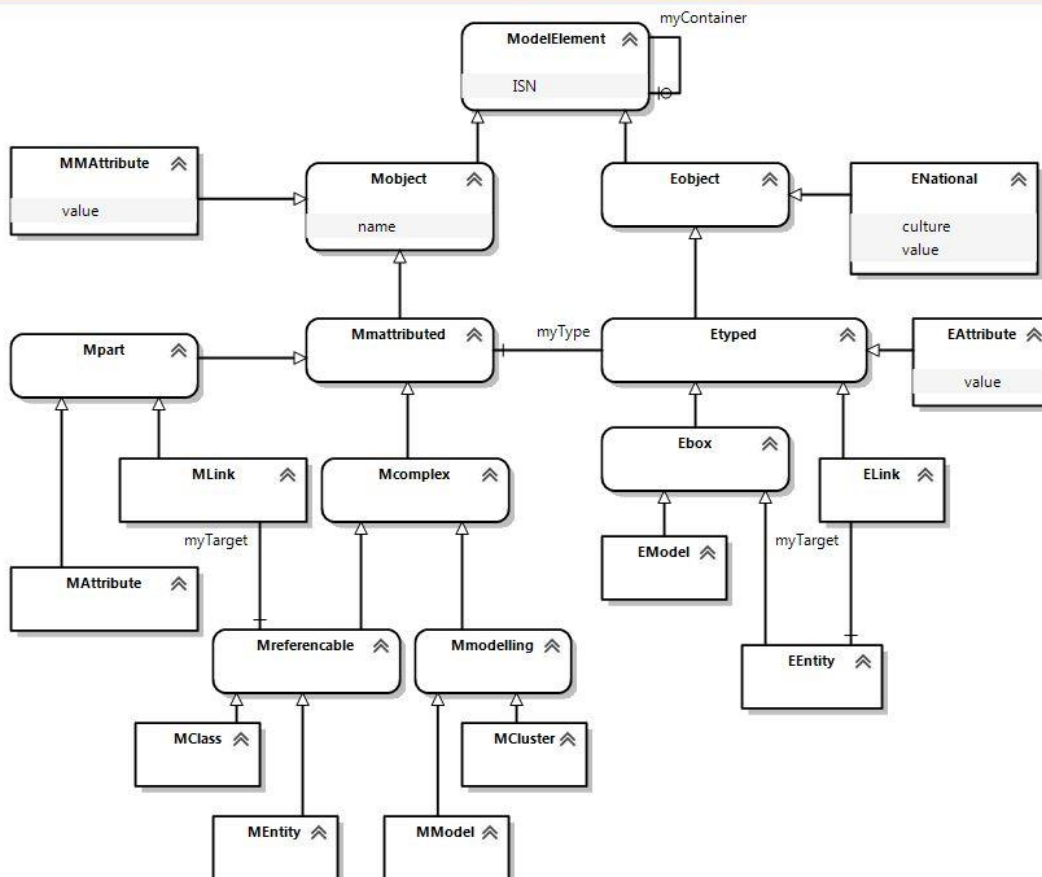 myContainer
ModelElement
ISN
MMAttribute
value
Mobject
name
Eobject
ENational
culture
value
Mpart
Mmattributed
myType
Etyped
EAttribute
value
Ebox
MLink
Mcomplex
ELink
myTarget
myTarget
EModel
MAttribute
Mreferencable
Mmodelling
EEntity
MClass
MCluster
MEntity
MModel